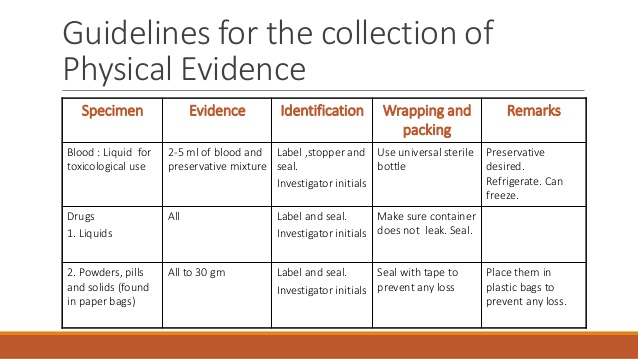 Guidelines for the collection of
Physical Evidence
Specimen
Evidence
Identification
Wrapping and
packing
Remarks
Blood : Liquid  for
toxicological use
2-5 ml of blood and
preservative mixture
Label ,stopper and
seal.
Investigator initials
Use universal sterile
bottle
Preservative
desired.
Refrigerate. Can
freeze.
Drugs
1. Liquids
All
Label and seal.
Investigator initials
Make sure container
does not  leak. Seal.
2. Powders, pills
and solids (found
in paper bags)
All to 30 gm
Label and seal.
Investigator initials
Seal with tape to
prevent any loss
Place them in
plastic bags to
prevent any loss.